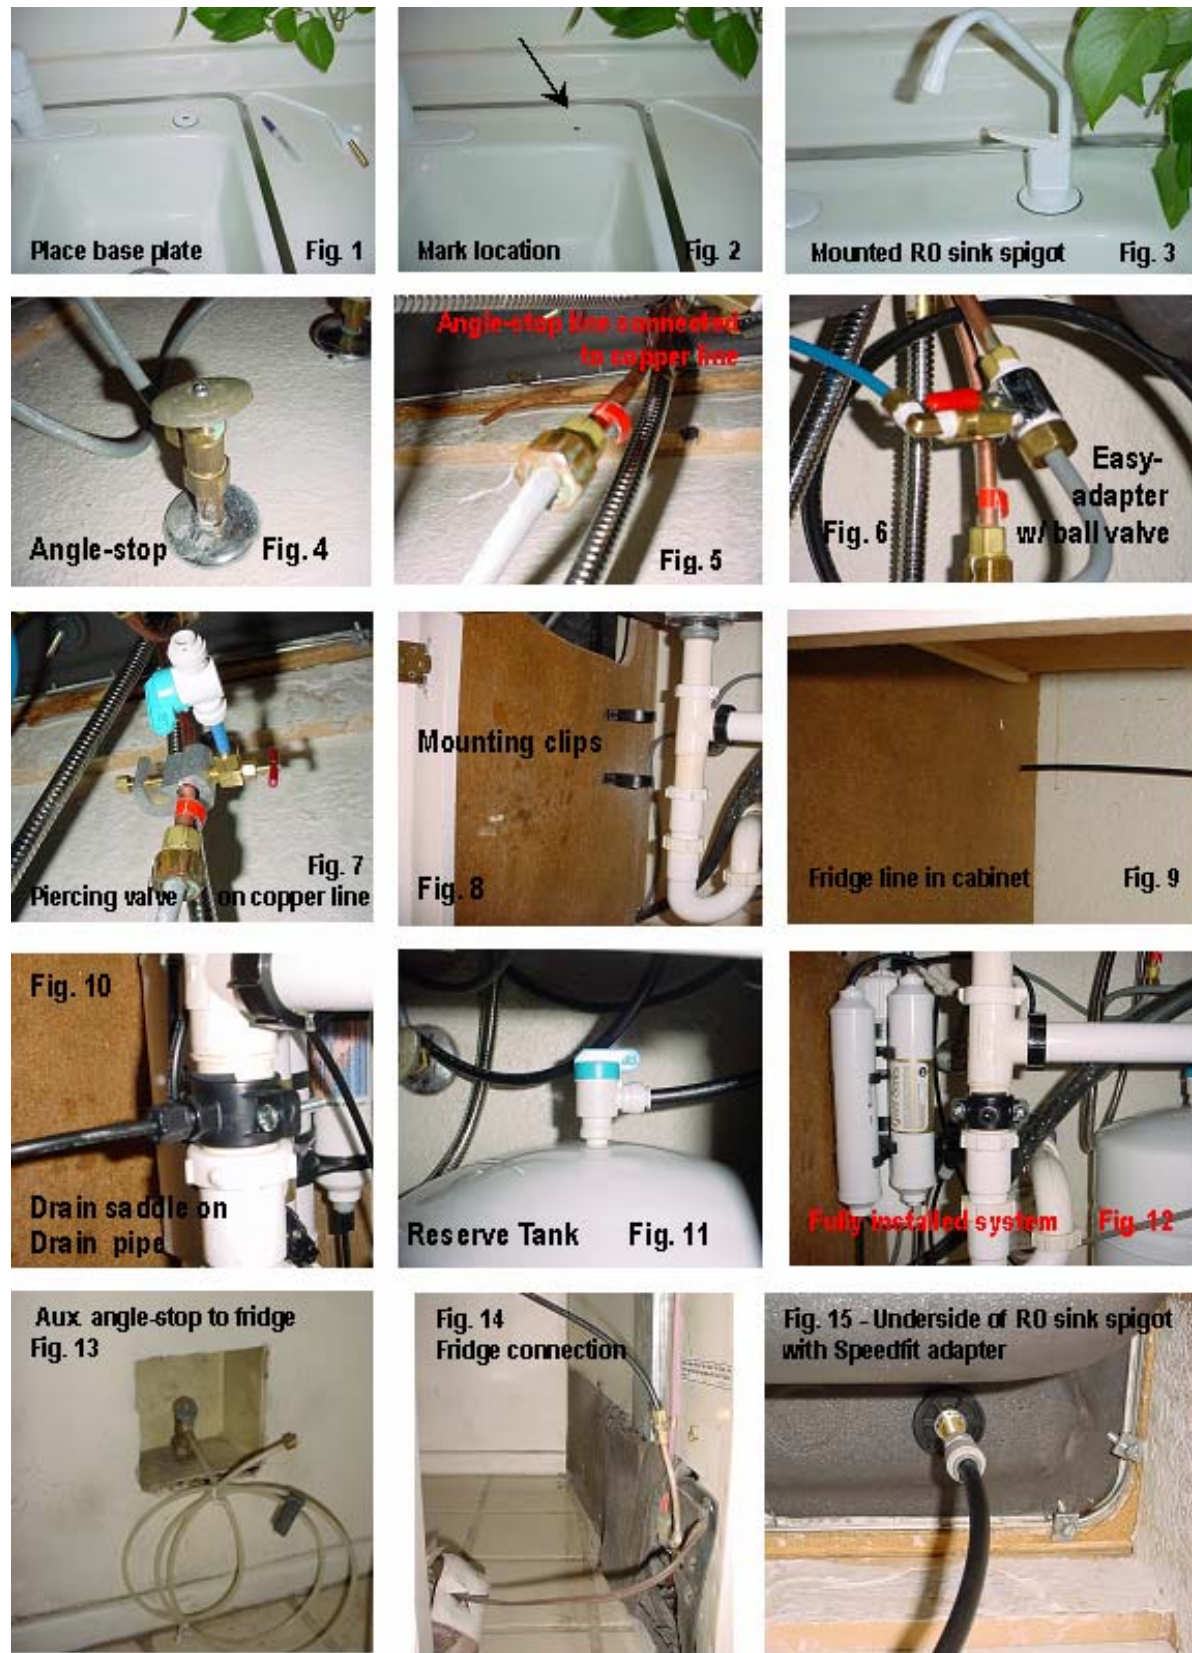 Place base plate
Fig. 1
Mark location
Fig. 2
Mounted RO sink spigot
Fig. 3
Angle-stop
Fig. 4
Angle-stop line connected
to copper line
Fig. 5
Easy-
adapter
w/ ball valve
Fig. 6
Fig. 7
Piercing valve on copper line
Mounting clips
Fig. 8
Fridge line in cabinet
Fig. 9
Fig. 10
Drain saddle on
Drain pipe
Reserve Tank
Fig. 11
Fully installed system
Fig. 12
Aux. angle-stop to fridge
Fig. 13
Fig. 14
Fridge connection
Fig. 15 - Underside of RO sink spigot
with Speedfit adapter